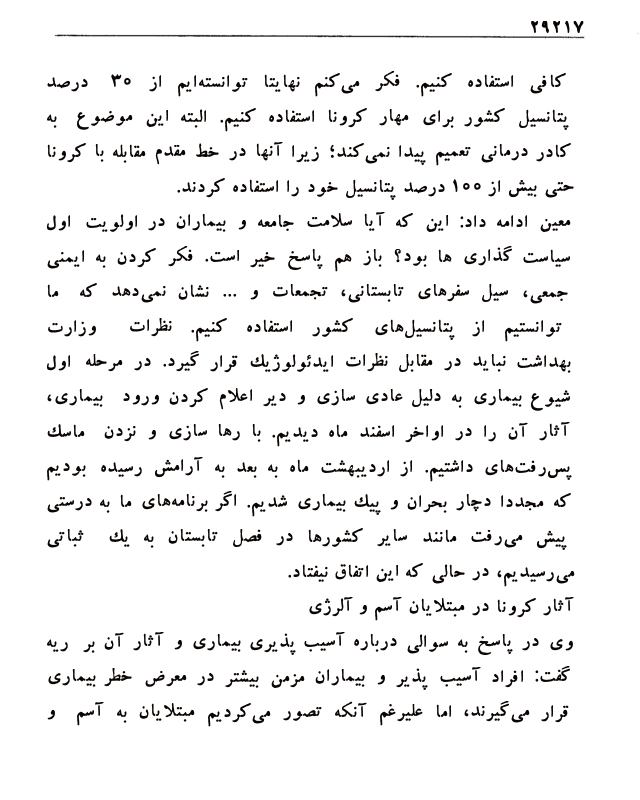 ۲۹۲۱۷
کافی استفاده کنیم. فکر می‌کنم نهایتا توانسته‌ایم از ۳۰ درصد
پتانسیل کشور برای مهار کرونا استفاده کنیم. البته این موضوع به
کادر درمانی تعمیم پیدا نمی‌کند؛ زیرا آنها در خط مقدم مقابله با کرونا
حتی بیش از ۱۰۰ درصد پتانسیل خود را استفاده کردند.
معین ادامه داد: این که آیا سلامت جامعه و بیماران در اولویت اول
سیاست گذاری ها بود؟ باز هم پاسخ خیر است. فکر کردن به ایمنی
جمعی، سیل سفرهای تابستانی، تجمعات و ... نشان نمی‌دهد که ما
توانستیم از پتانسیل‌های کشور استفاده کنیم. نظرات وزارت
بهداشت نباید در مقابل نظرات ایدئولوژیک قرار گیرد. در مرحله اول
شیوع بیماری به دلیل عادی سازی و دیر اعلام کردن ورود بیماری،
آثار آن را در اواخر اسفند ماه دیدیم. با رها سازی و نزدن ماسک
پس‌رفت‌های داشتیم. از اردیبهشت ماه به بعد به آرامش رسیده بودیم
که مجددا دچار بحران و پیک بیماری شدیم. اگر برنامه‌های ما به درستی
پیش می‌رفت مانند سایر کشورها در فصل تابستان به یک ثباتی
می‌رسیدیم، در حالی که این اتفاق نیفتاد.
آثار کرونا در مبتلایان آسم و آلرژی
وی در پاسخ به سوالی درباره آسیب پذیری بیماری و آثار آن بر ریه
گفت: افراد آسیب پذیر و بیماران مزمن بیشتر در معرض خطر بیماری
قرار می‌گیرند، اما علیرغم آنکه تصور می‌کردیم مبتلایان به آسم و